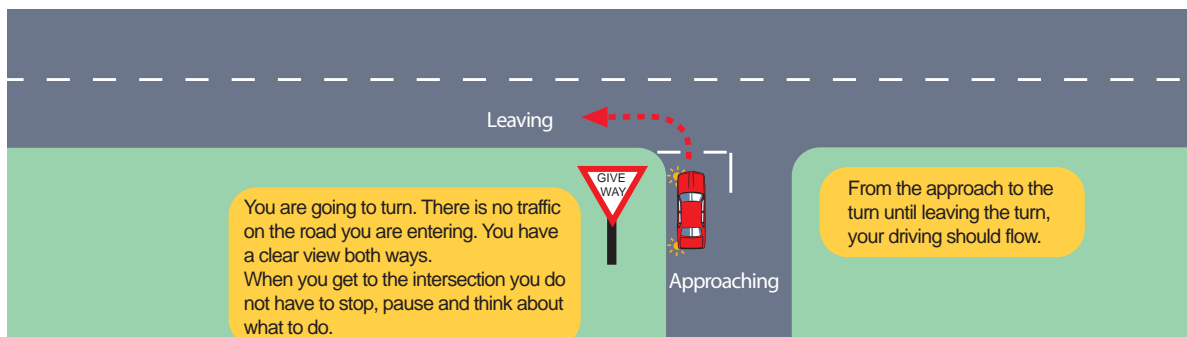 Leaving
GIVE
WAY
You are going to turn. There is no traffic
on the road you are entering. You have
a clear view both ways.
When you get to the intersection you do
not have to stop, pause and think about
what to do.
Approaching
From the approach to the
turn until leaving the turn,
your driving should flow.